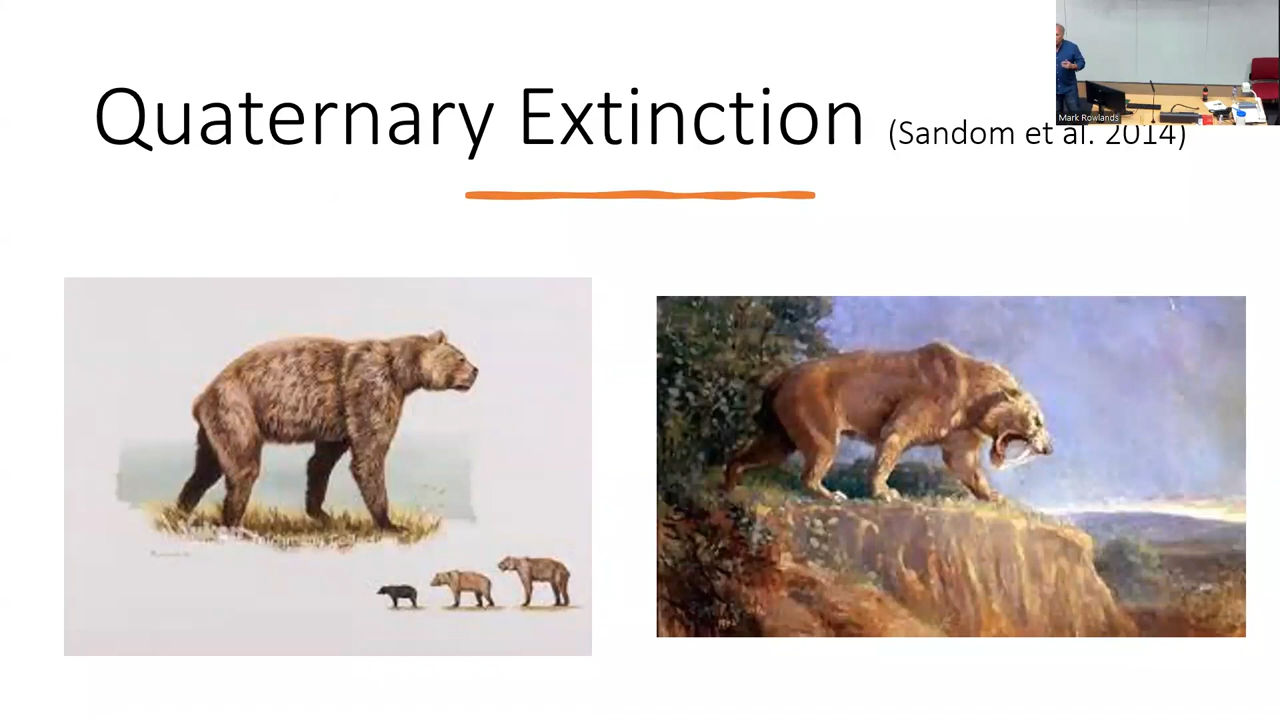 Quaternary Extinction (Sandom et al. 2014)
Mark Rowlands